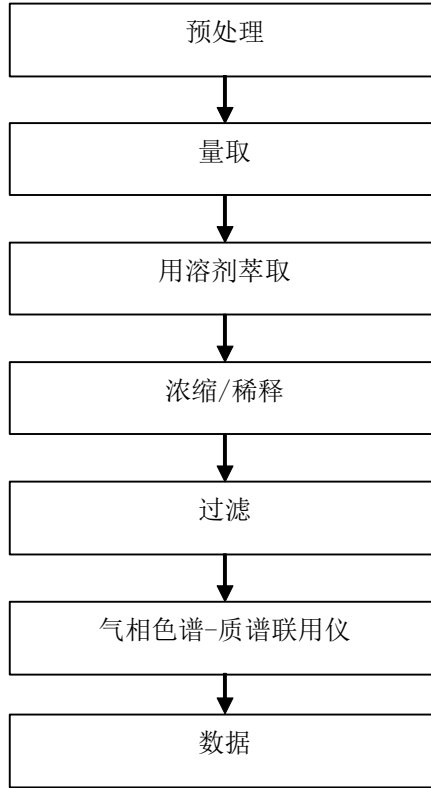 预处理
量取
用溶剂萃取
浓缩/稀释
过滤
气相色谱-质谱联用仪
数据